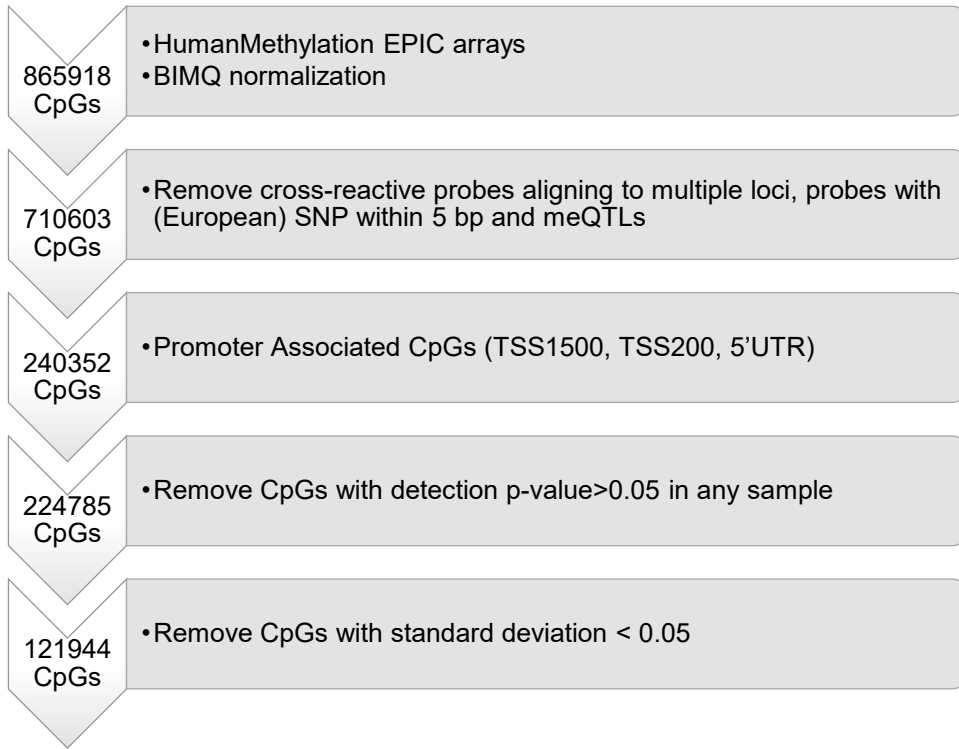 865918
CpGs
•HumanMethylation EPIC arrays
•BIMQ normalization
710603
CpGs
•Remove cross-reactive probes aligning to multiple loci, probes with
(European) SNP within 5 bp and meQTLs
240352
CpGs
•Promoter Associated CpGs (TSS1500, TSS200, 5’UTR)
224785
CpGs
•Remove CpGs with detection p-value>0.05 in any sample
121944
CpGs
•Remove CpGs with standard deviation < 0.05